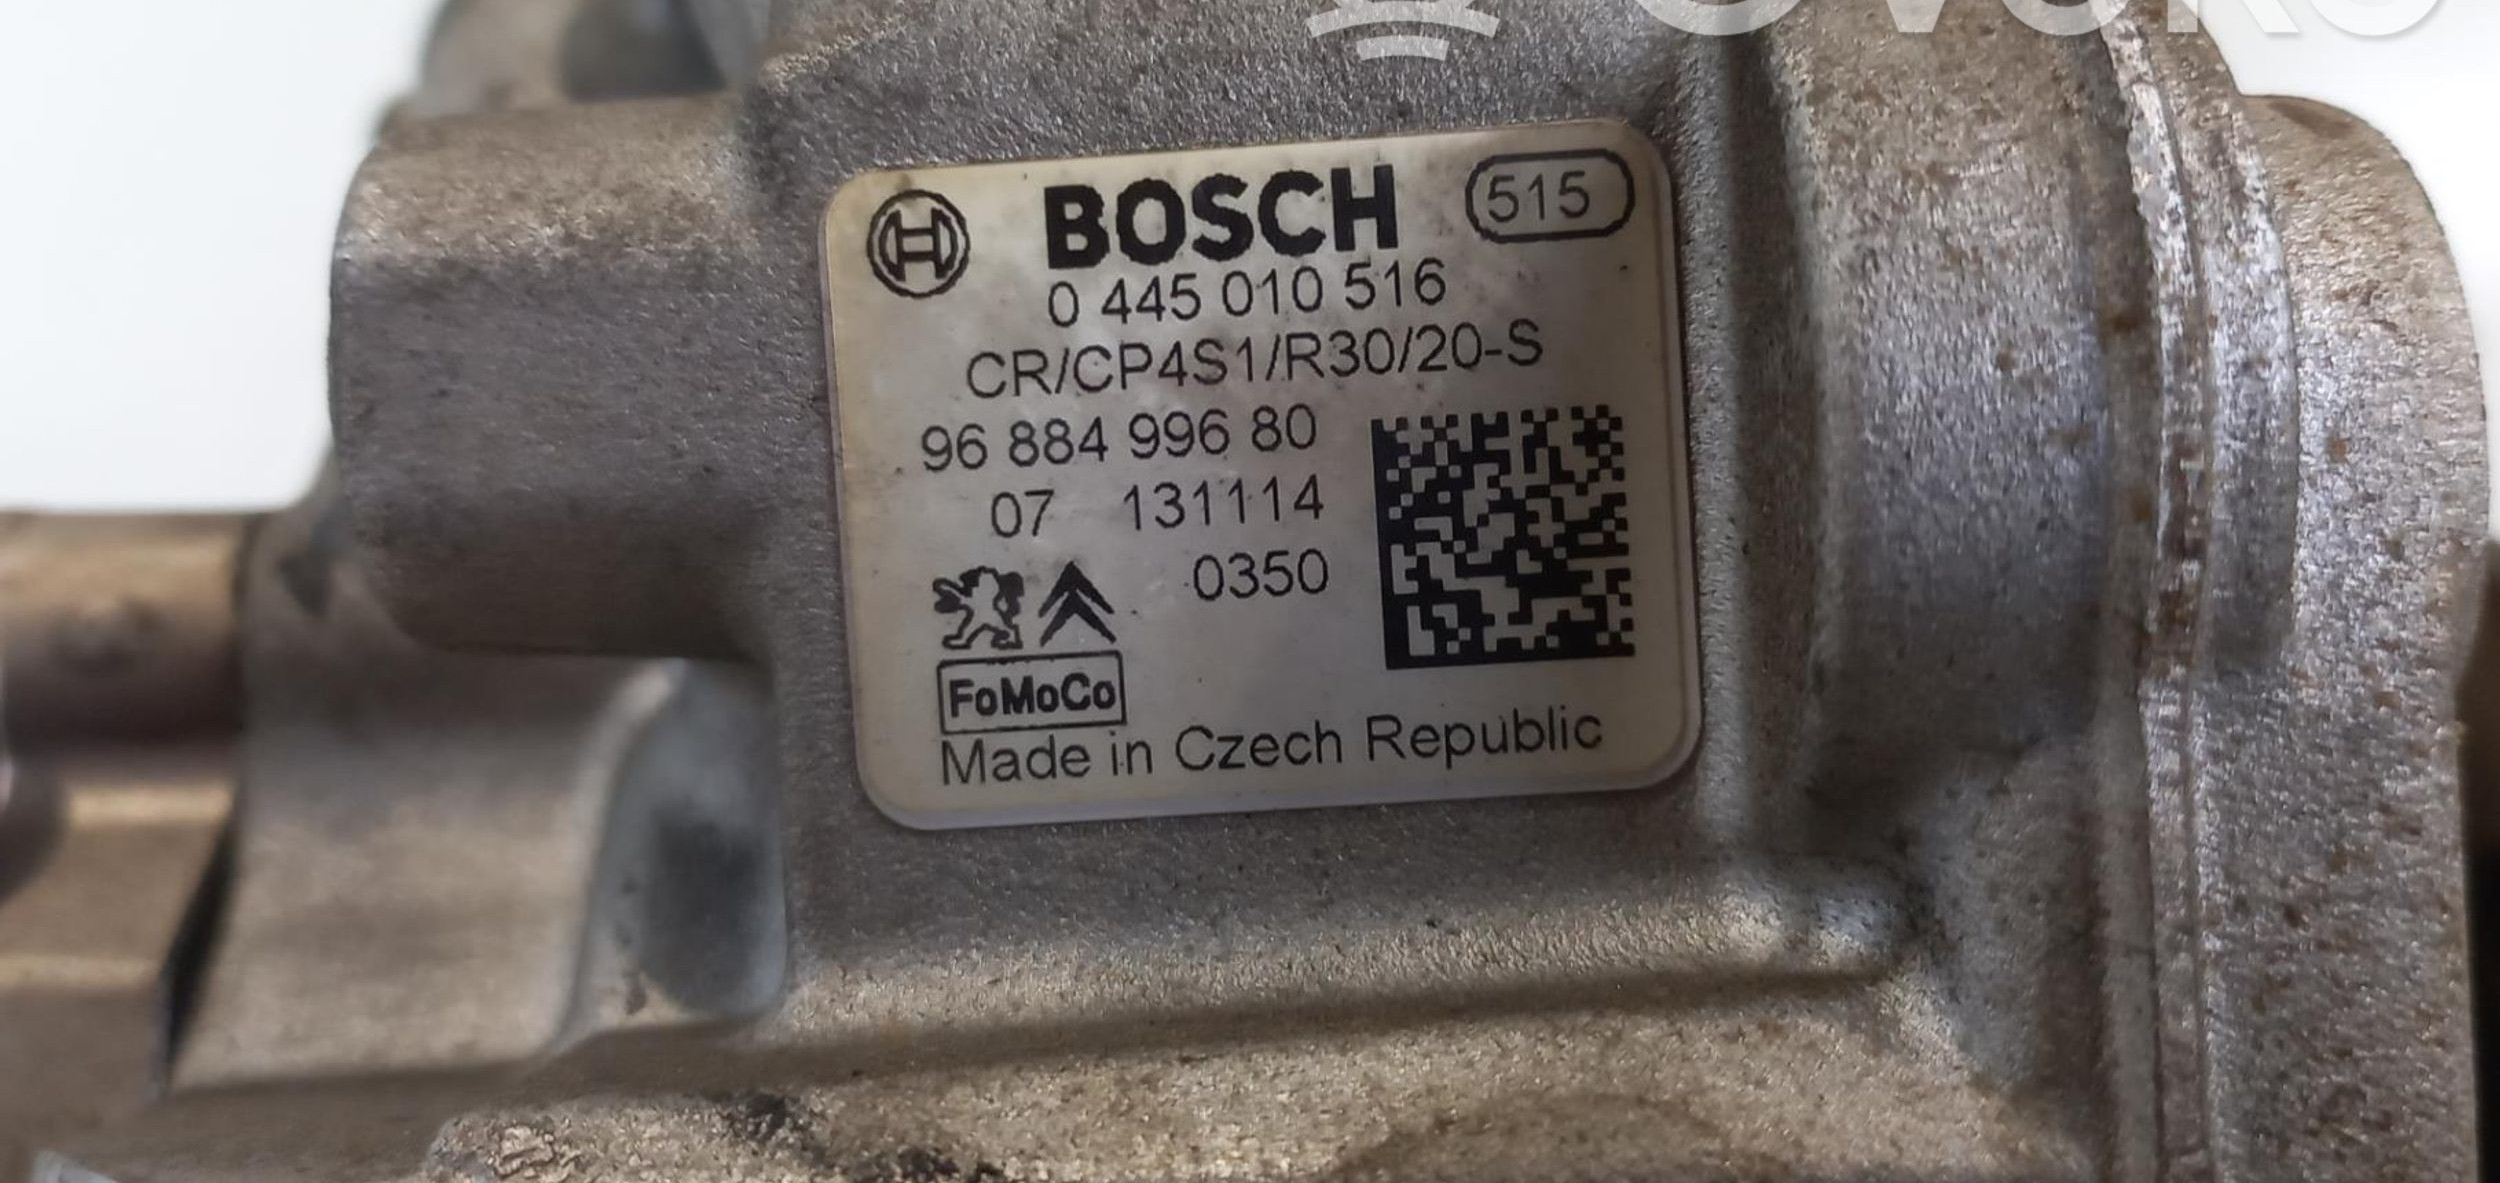 BOSCH 515
0 445 010 516
CR/CP4S1/R30/20-S
96 884 996 80
07 131114
0350
FoMoCo
Made in Czech Republic